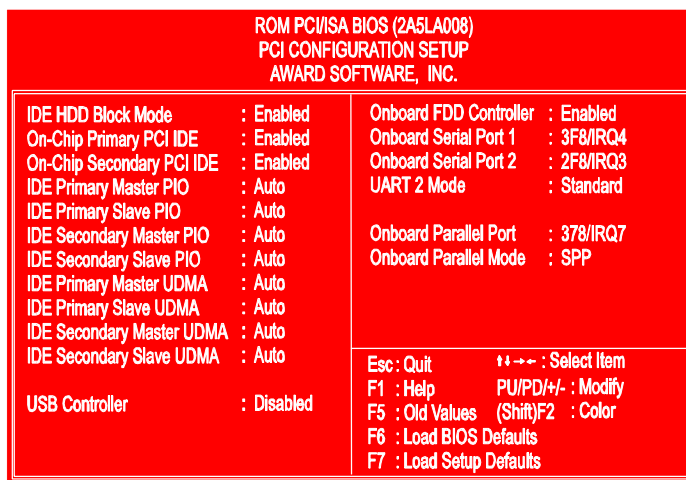 ROM PCI/ISA BIOS (2A5LA008)
PCI CONFIGURATION SETUP
AWARD SOFTWARE, INC.
IDE HDD Block Mode : Enabled
On-Chip Primary PCI IDE : Enabled
On-Chip Secondary PCI IDE : Enabled
IDE Primary Master PIO : Auto
IDE Primary Slave PIO : Auto
IDE Secondary Master PIO : Auto
IDE Secondary Slave PIO : Auto
IDE Primary Master UDMA : Auto
IDE Primary Slave UDMA : Auto
IDE Secondary Master UDMA : Auto
IDE Secondary Slave UDMA : Auto
USB Controller : Disabled
Onboard FDD Controller : Enabled
Onboard Serial Port 1 : 3F8/IRQ4
Onboard Serial Port 2 : 2F8/IRQ3
UART 2 Mode : Standard
Onboard Parallel Port : 378/IRQ7
Onboard Parallel Mode : SPP
Esc : Quit ↑↓→← : Select Item
F1 : Help PU/PD/+/- : Modify
F5 : Old Values (Shift)F2 : Color
F6 : Load BIOS Defaults
F7 : Load Setup Defaults